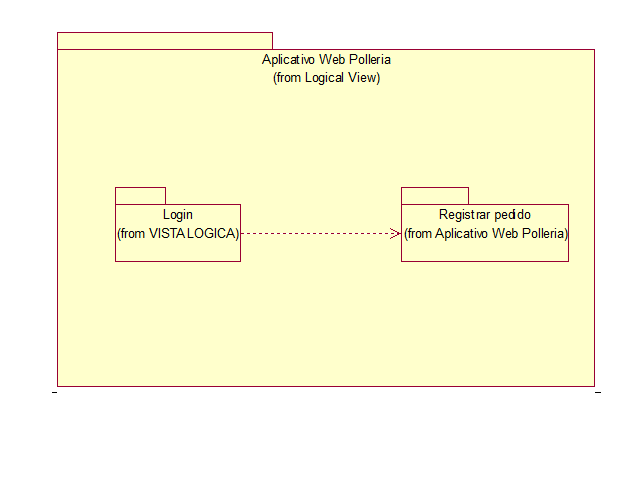 Aplicativo Web Polleria
(from Logical View)
Login
(from VISTA LOGICA)
Registrar pedido
(from Aplicativo Web Polleria)